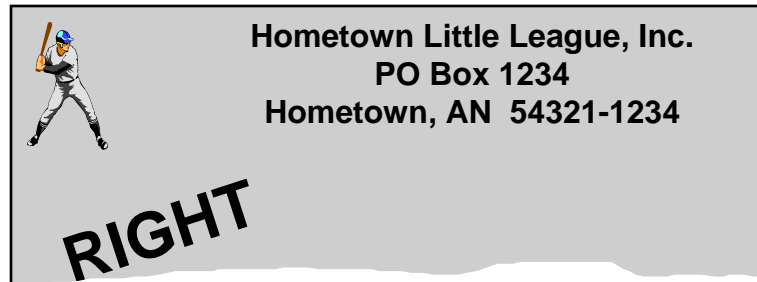 Hometown Little League, Inc.
PO Box 1234
Hometown, AN  54321-1234
RIGHT